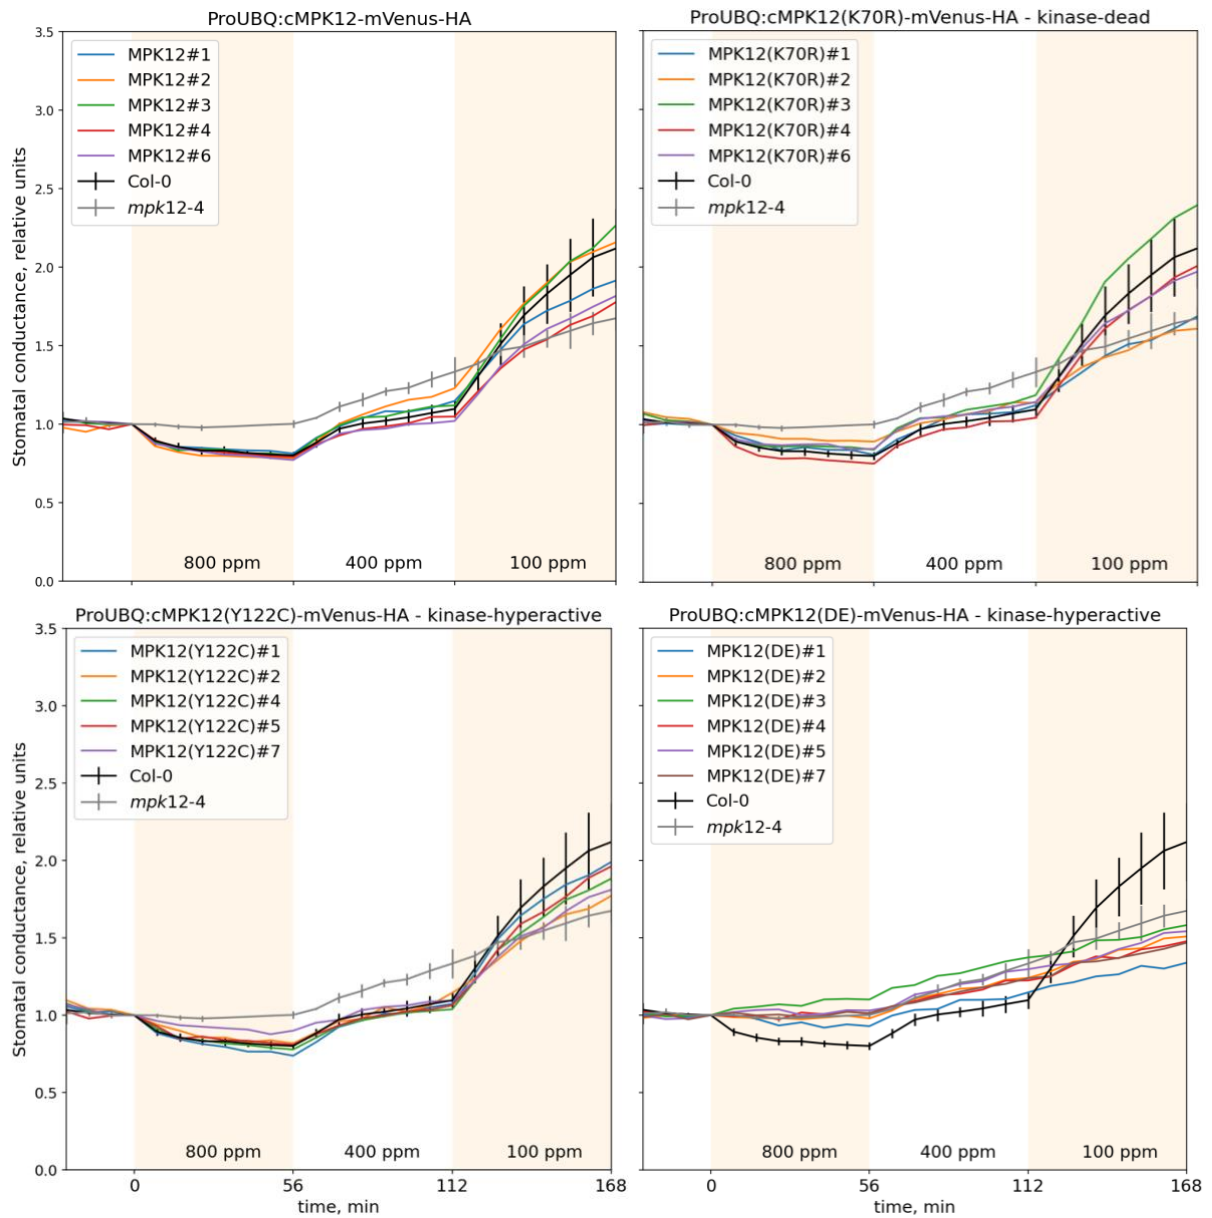 ProUBQ:cMPK12-mVenus-HA
Stomatal conductance, relative units
3.5
3.0
2.5
2.0
1.5
1.0
0.5
0.0
MPK12#1
MPK12#2
MPK12#3
MPK12#4
MPK12#6
Col-0
mpk12-4
800 ppm
400 ppm
100 ppm
ProUBQ:cMPK12(K70R)-mVenus-HA - kinase-dead
MPK12(K70R)#1
MPK12(K70R)#2
MPK12(K70R)#3
MPK12(K70R)#4
MPK12(K70R)#6
Col-0
mpk12-4
800 ppm
400 ppm
100 ppm
ProUBQ:cMPK12(Y122C)-mVenus-HA - kinase-hyperactive
Stomatal conductance, relative units
3.5
3.0
2.5
2.0
1.5
1.0
0.5
0.0
MPK12(Y122C)#1
MPK12(Y122C)#2
MPK12(Y122C)#4
MPK12(Y122C)#5
MPK12(Y122C)#7
Col-0
mpk12-4
800 ppm
400 ppm
100 ppm
0
56
112
168
time, min
ProUBQ:cMPK12(DE)-mVenus-HA - kinase-hyperactive
MPK12(DE)#1
MPK12(DE)#2
MPK12(DE)#3
MPK12(DE)#4
MPK12(DE)#5
MPK12(DE)#7
Col-0
mpk12-4
800 ppm
400 ppm
100 ppm
0
56
112
168
time, min